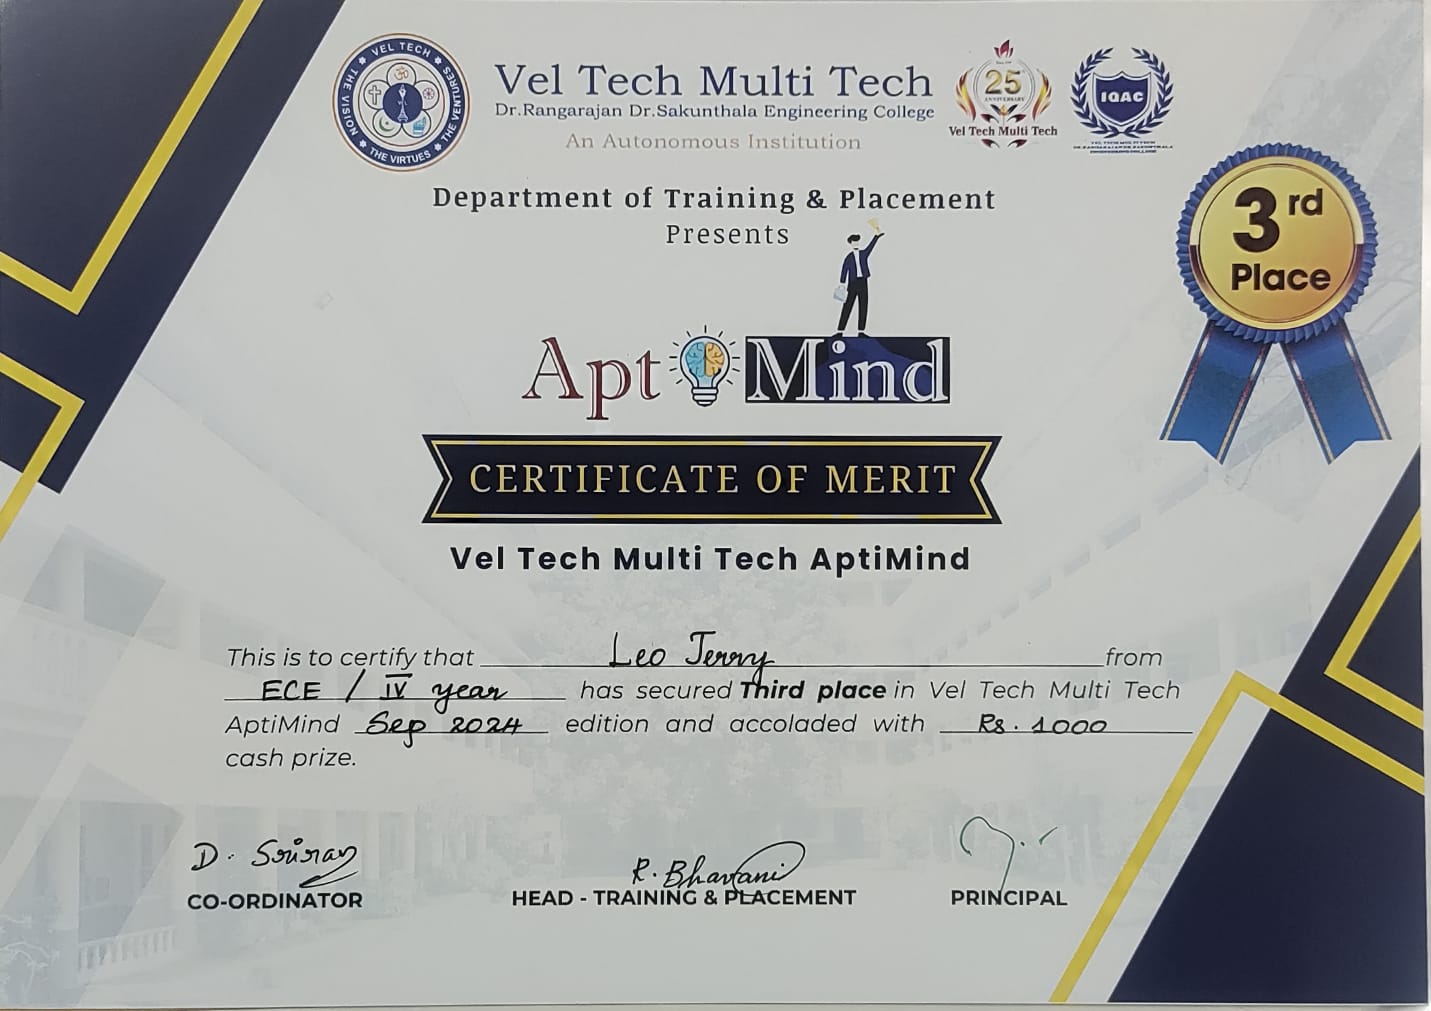 VEL TECH
THE VISION
THE VENTURES
THE VIRTUES
Vel Tech Multi Tech
Dr.Rangarajan Dr.Sakunthala Engineering College
An Autonomous Institution
25
ANNIVERSARY
Vel Tech Multi Tech
IQAC
Department of Training & Placement
Presents
3rd
Place
Apt Mind
CERTIFICATE OF MERIT
Vel Tech Multi Tech AptiMind
This is to certify that Leo Jerry from
ECE / IV year has secured Third place in Vel Tech Multi Tech
AptiMind Sep 2024 edition and accoladed with Rs. 1000
cash prize.
D. Sriram
CO-ORDINATOR
R. Bhavani
HEAD - TRAINING & PLACEMENT
PRINCIPAL